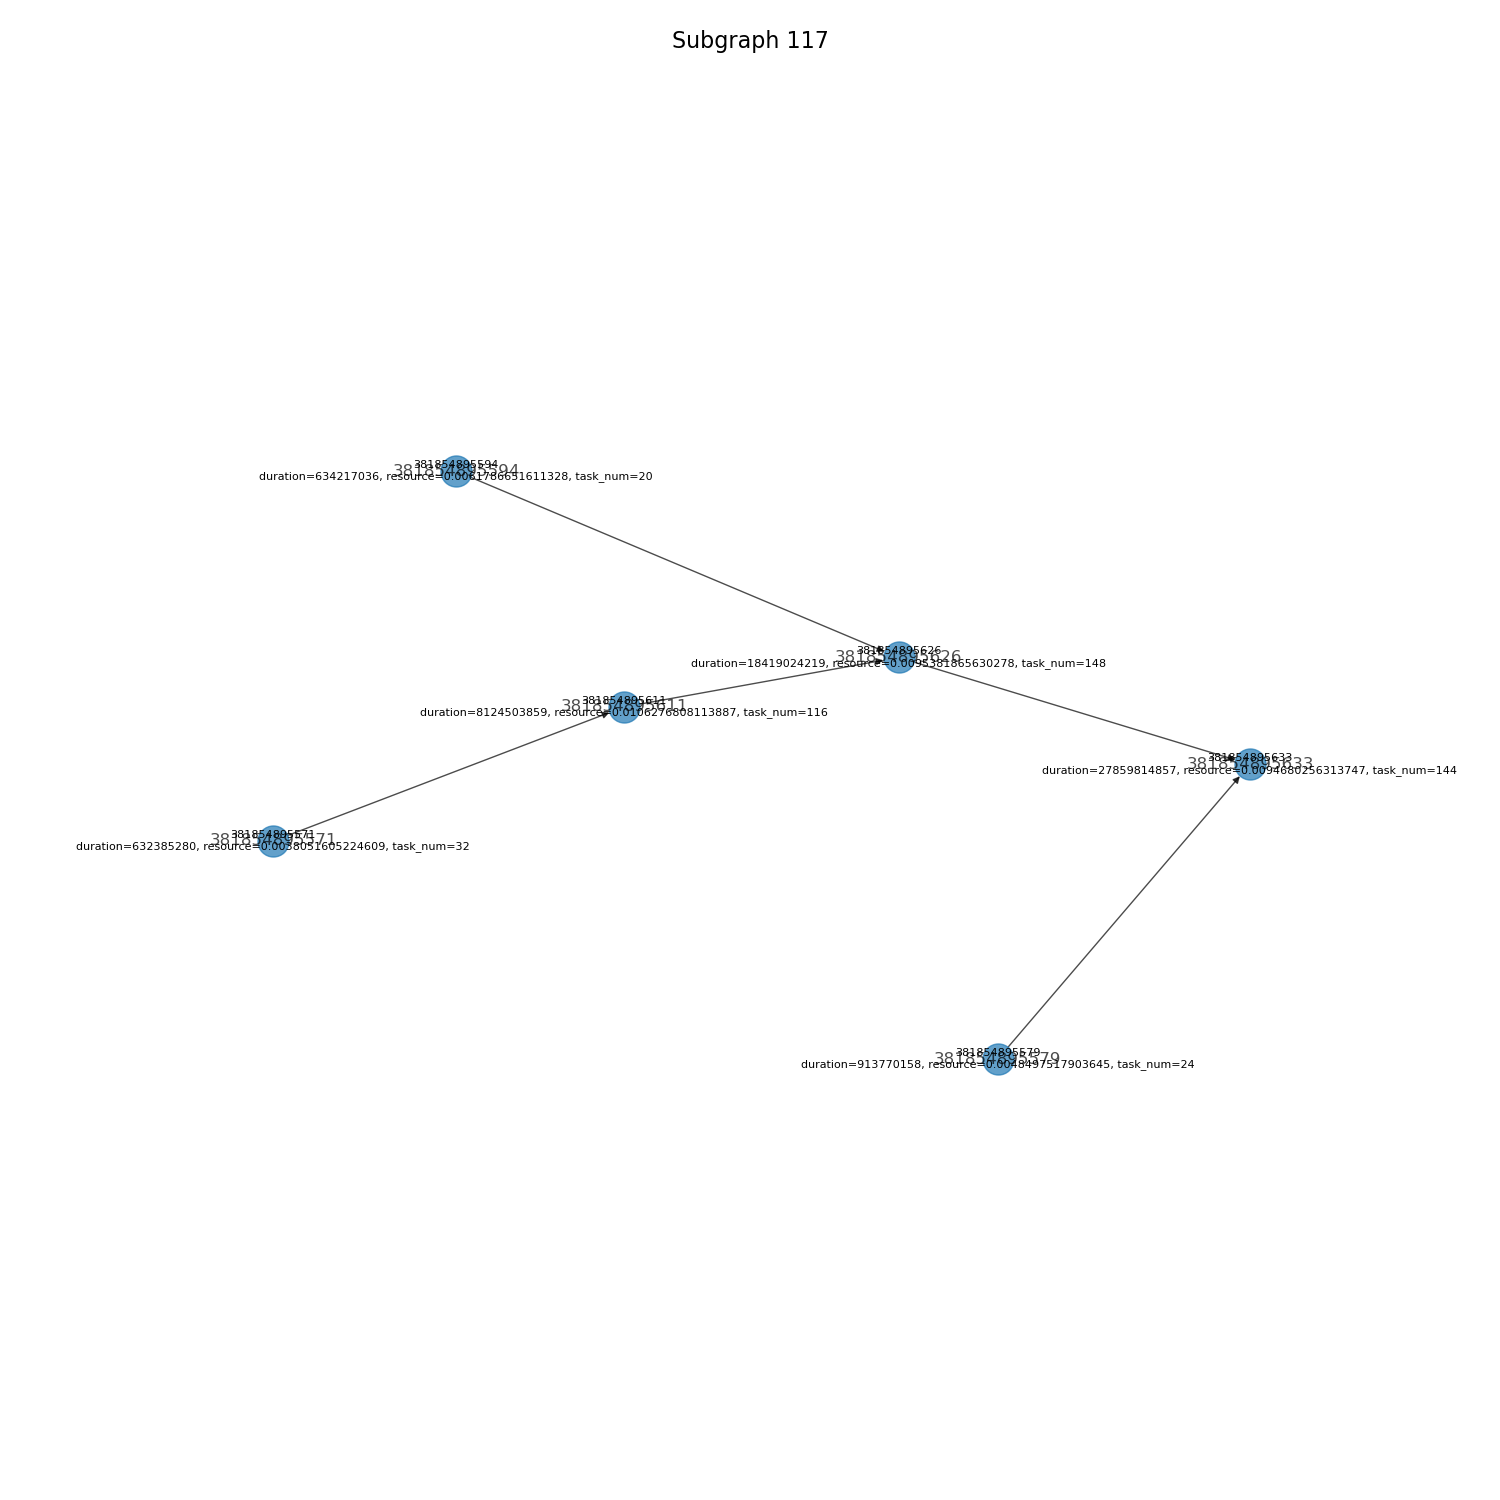 Subgraph 117
381854895594
381854895594
duration=634217036, resource=0.0061786651611328, task_num=20
381854895626
381854895626
duration=18419024219, resource=0.0095381865630278, task_num=148
381854895611
381854895611
duration=8124503859, resource=0.0106276808113887, task_num=116
381854895633
381854895633
duration=27859814857, resource=0.0094680256313747, task_num=144
381854895571
381854895571
duration=632385280, resource=0.0038051605224609, task_num=32
381854895579
381854895579
duration=913770158, resource=0.0048497517903645, task_num=24